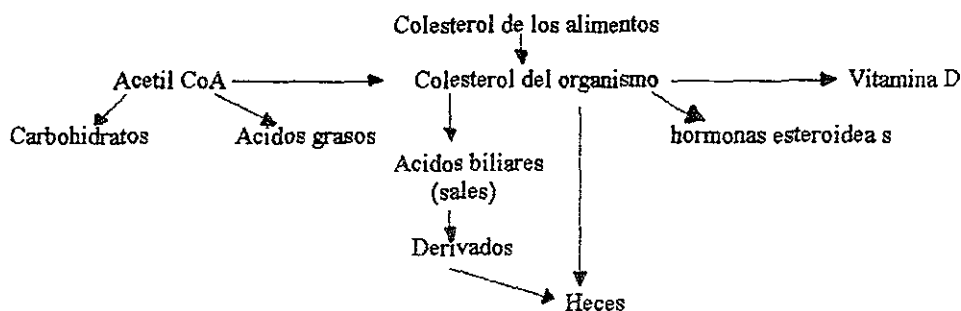 Colesterol de los alimentos
Acetil CoA
Colesterol del organismo
Vitamina D
Carbohidratos
Acidos grasos
hormonas esteroidea s
Acidos biliares
(sales)
Derivados
Heces